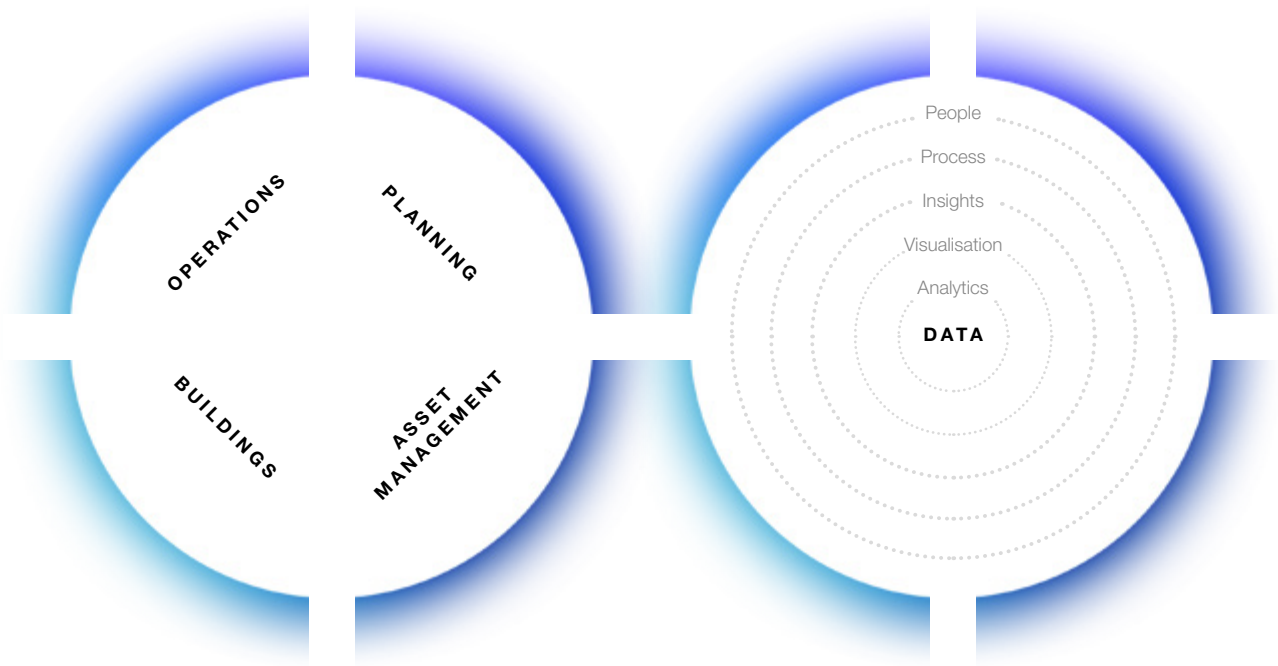 OPERATIONS
PLANNING
BUILDINGS
ASSET
MANAGEMENT
People
Process
Insights
Visualisation
Analytics
DATA